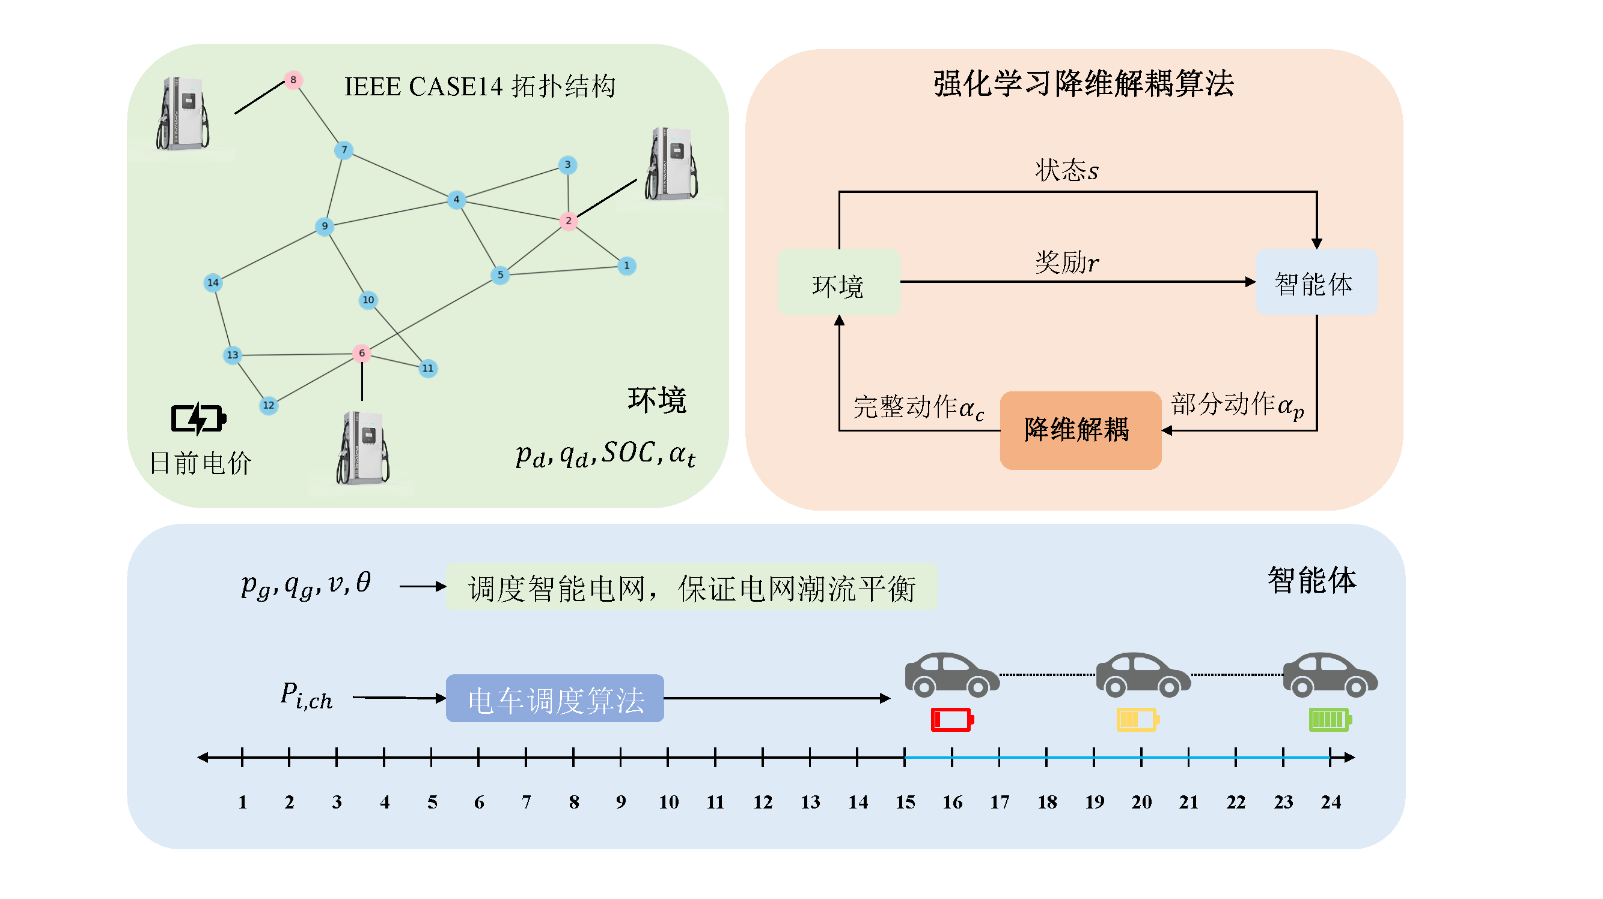 IEEE CASE14 拓扑结构
8
7
3
4
2
9
5
1
14
10
13
6
11
12
环境
日前电价
p_d, q_d, SOC, α_t
强化学习降维解耦算法
状态s
奖励r
环境
智能体
完整动作α_c
降维解耦
部分动作α_p
智能体
p_g, q_g, v, θ
调度智能电网，保证电网潮流平衡
P_{i,ch}
电车调度算法
1 2 3 4 5 6 7 8 9 10 11 12 13 14 15 16 17 18 19 20 21 22 23 24